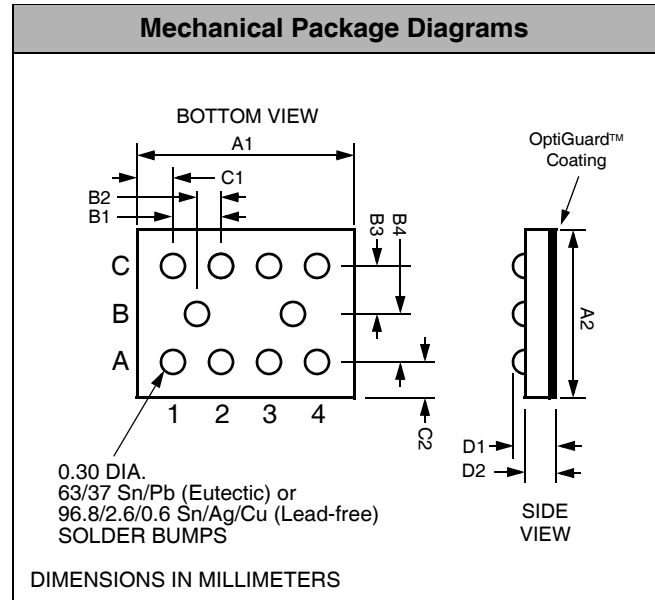 Mechanical Package Diagrams
BOTTOM VIEW
A1
OptiGuard™
Coating
C1
B2
B1
B3
B4
C
B
A
A2
1 2 3 4
C2
D1
D2
0.30 DIA.
63/37 Sn/Pb (Eutectic) or
96.8/2.6/0.6 Sn/Ag/Cu (Lead-free)
SOLDER BUMPS
SIDE
VIEW
DIMENSIONS IN MILLIMETERS